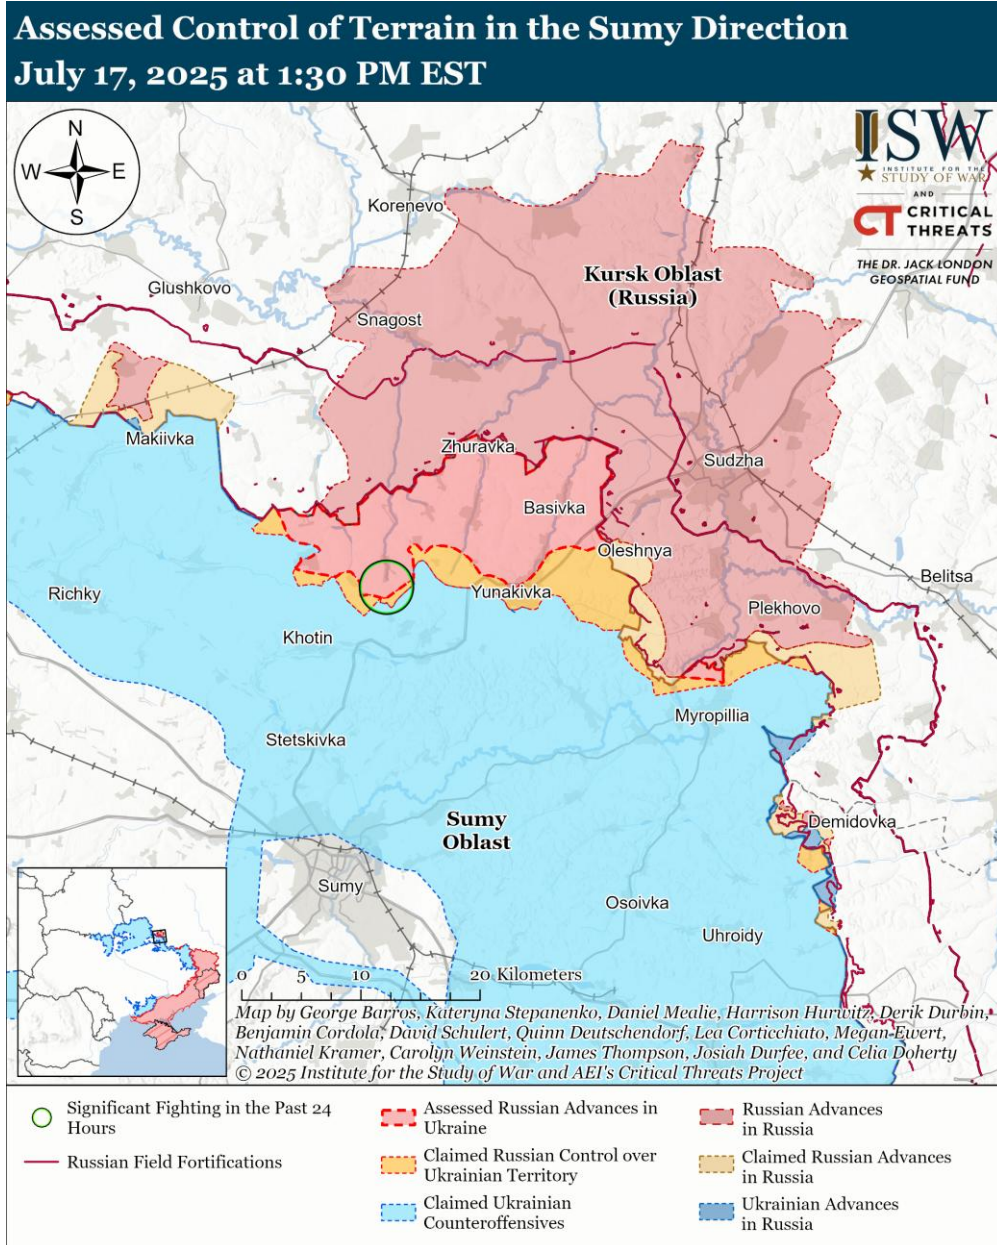 Assessed Control of Terrain in the Sumy Direction
July 17, 2025 at 1:30 PM EST
N
W
E
S
ISW
INSTITUTE FOR THE
STUDY OF WAR
AND
CT CRITICAL
THREATS
THE DR. JACK LONDON
GEOSPATIAL FUND
Korenevo
Kursk Oblast
(Russia)
Glushkovo
Snagost
Makiivka
Zhuravka
Sudzha
Basivka
Oleshnya
Belitsa
Richky
Yunakivka
Plekhovo
Khotin
Myropillia
Stetskivka
Sumy
Oblast
Demidovka
Sumy
Osoivka
Uhroidy
0 5 10 20 Kilometers
Map by George Barros, Kateryna Stepanenko, Daniel Mealie, Harrison Hurwitz, Derik Durbin,
Benjamin Cordola, David Schulert, Quinn Deutschendorf, Lea Corticchiato, Megan Ewert,
Nathaniel Kramer, Carolyn Weinstein, James Thompson, Josiah Durfee, and Celia Doherty
© 2025 Institute for the Study of War and AEI's Critical Threats Project
Significant Fighting in the Past 24
Hours
Russian Field Fortifications
Assessed Russian Advances in
Ukraine
Claimed Russian Control over
Ukrainian Territory
Claimed Ukrainian
Counteroffensives
Russian Advances
in Russia
Claimed Russian Advances
in Russia
Ukrainian Advances
in Russia